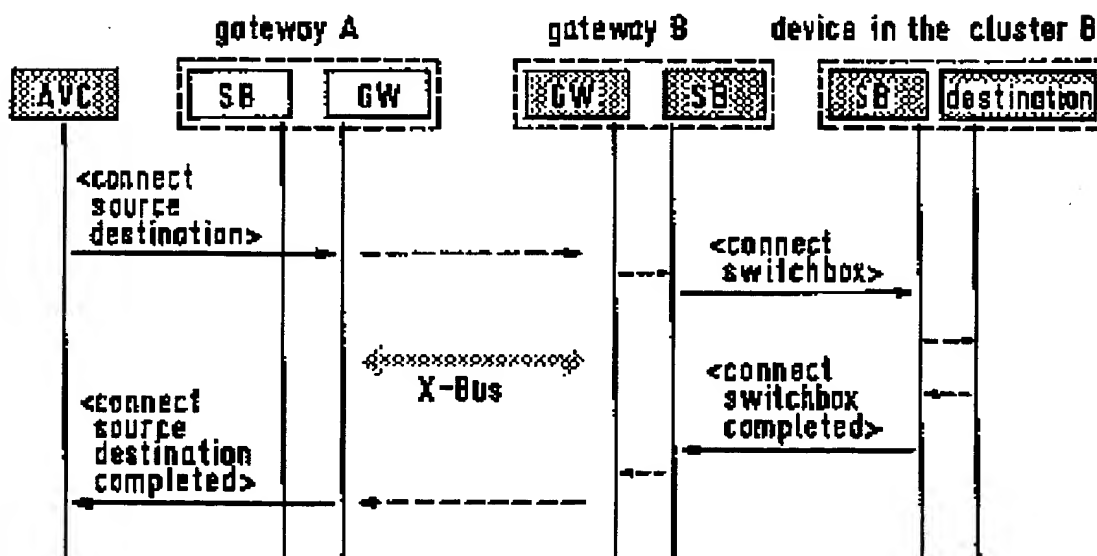 gateway A
gateway B
device in the cluster B
AVC
SB
GW
GW
SB
SB
destination
<connect
source
destination>
<connect
switchbox>
X-Bus
<connect
switchbox
completed>
<connect
source
destination
completed>